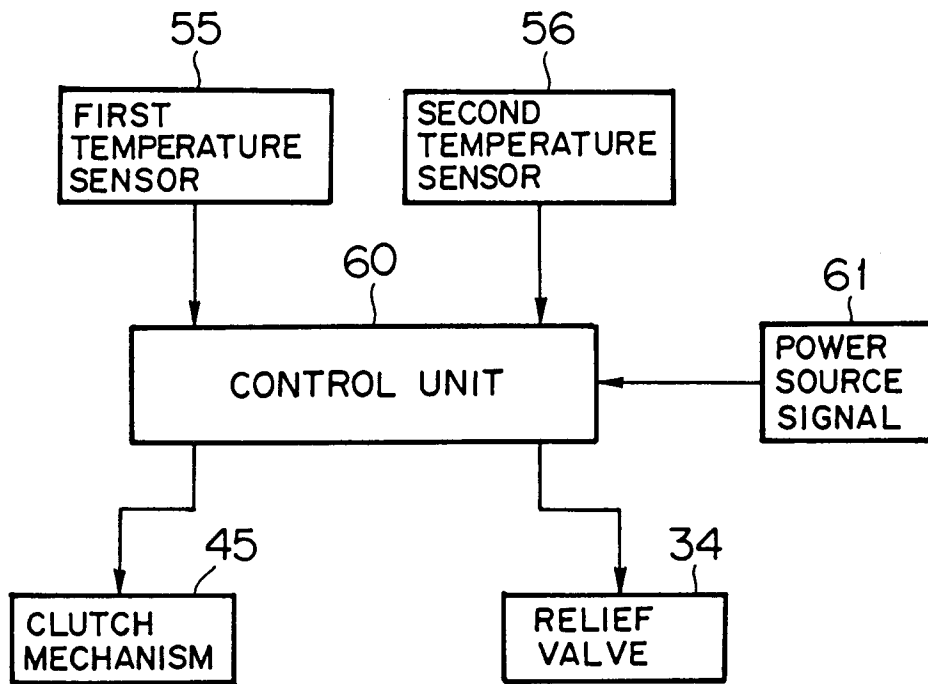 55
56
FIRST
TEMPERATURE
SENSOR
SECOND
TEMPERATURE
SENSOR
60
61
CONTROL UNIT
POWER
SOURCE
SIGNAL
45
34
CLUTCH
MECHANISM
RELIEF
VALVE